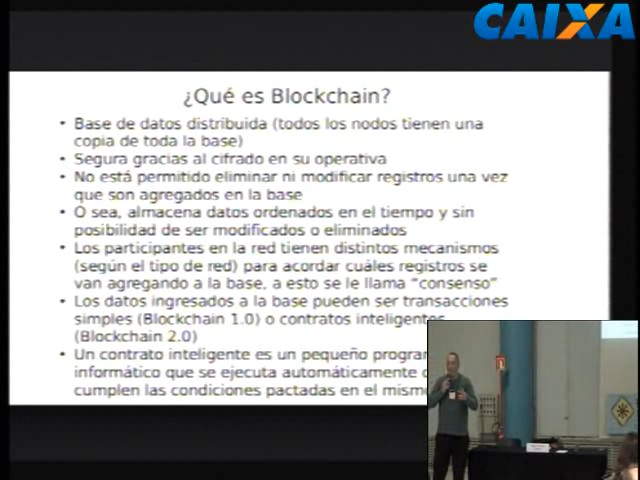 CAIXA
¿Qué es Blockchain?
• Base de datos distribuida (todos los nodos tienen una
copia de toda la base)
• Segura gracias al cifrado en su operativa
• No está permitido eliminar ni modificar registros una vez
que son agregados en la base
• O sea, almacena datos ordenados en el tiempo y sin
posibilidad de ser modificados o eliminados
• Los participantes en la red tienen distintos mecanismos
(según el tipo de red) para acordar cuáles registros se
van agregando a la base, a esto se le llama “consenso”
• Los datos ingresados a la base pueden ser transacciones
simples (Blockchain 1.0) o contratos inteligentes
(Blockchain 2.0)
• Un contrato inteligente es un pequeño
informático que se ejecuta automáticamente
cumplen las condiciones pactadas en el